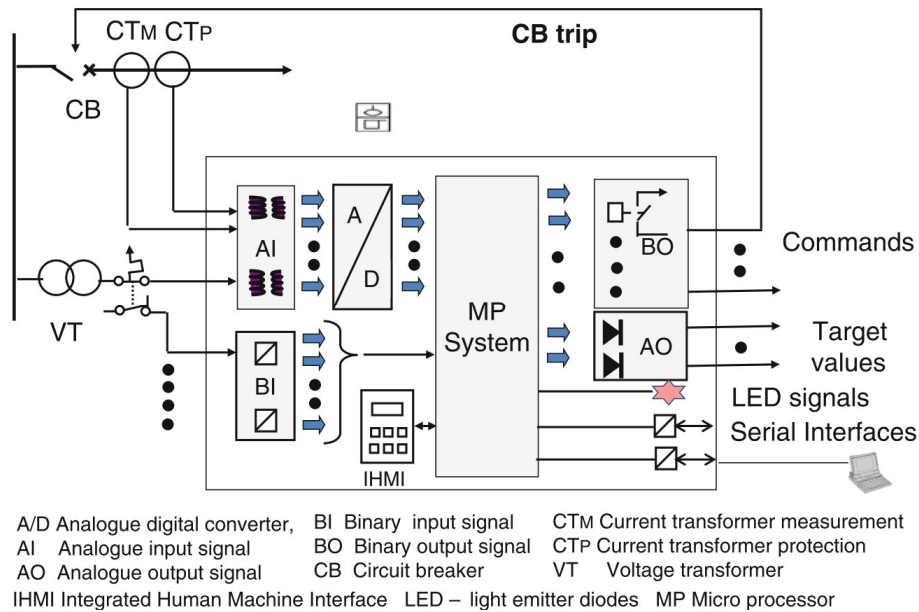 CTM CTP
CB trip
CB
A
D
AI
BO
Commands
MP
System
VT
AO
Target
values
BI
LED signals
Serial Interfaces
IHMI
A/D Analogue digital converter, BI Binary input signal CTM Current transformer measurement
AI Analogue input signal BO Binary output signal CTP Current transformer protection
AO Analogue output signal CB Circuit breaker VT Voltage transformer
IHMI Integrated Human Machine Interface LED – light emitter diodes MP Micro processor